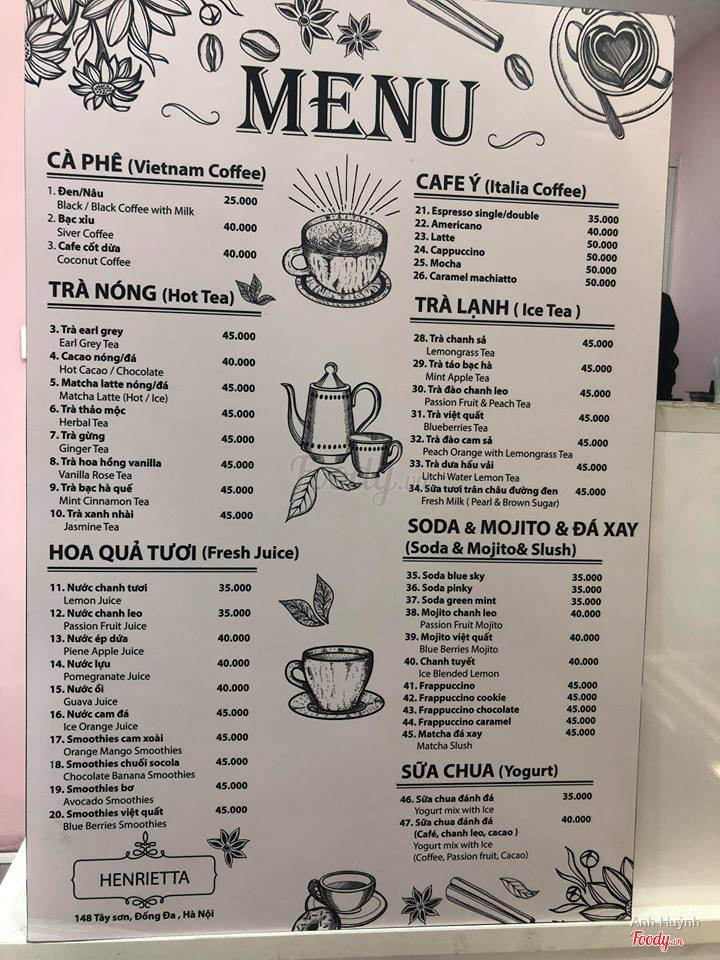 MENU
CÀ PHÊ (Vietnam Coffee)
1. Đen/Nâu 25.000
Black / Black Coffee with Milk
2. Bạc xỉu 40.000
Siver Coffee
3. Cafe cốt dừa 40.000
Coconut Coffee
TRÀ NÓNG (Hot Tea)
3. Trà earl grey 45.000
Earl Grey Tea
4. Cacao nóng/đá 40.000
Hot Cacao / Chocolate
5. Matcha latte nóng/đá 45.000
Matcha Latte (Hot / Ice)
6. Trà thảo mộc 45.000
Herbal Tea
7. Trà gừng 45.000
Ginger Tea
8. Trà hoa hồng vanilla 45.000
Vanilla Rose Tea
9. Trà bạc hà quế 45.000
Mint Cinnamon Tea
10. Trà xanh nhài 45.000
Jasmine Tea
HOA QUẢ TƯƠI (Fresh Juice)
11. Nước chanh tươi 35.000
Lemon Juice
12. Nước chanh leo 35.000
Passion Fruit Juice
13. Nước ép dứa 40.000
Piene Apple Juice
14. Nước lựu 40.000
Pomegranate Juice
15. Nước ổi 40.000
Guava Juice
16. Nước cam đá 45.000
Ice Orange Juice
17. Smoothies cam xoài 45.000
Orange Mango Smoothies
18. Smoothies chuối socola 45.000
Chocolate Banana Smoothies
19. Smoothies bơ 45.000
Avocado Smoothies
20. Smoothies việt quất 45.000
Blue Berries Smoothies
HENRIETTA
148 Tây sơn, Đống Đa , Hà Nội
CAFE Ý (Italia Coffee)
21. Espresso single/double 35.000
22. Americano 40.000
23. Latte 50.000
24. Cappuccino 50.000
25. Mocha 50.000
26. Caramel machiatto 50.000
TRÀ LẠNH ( Ice Tea )
28. Trà chanh sả 45.000
Lemongrass Tea
29. Trà táo bạc hà 45.000
Mint Apple Tea
30. Trà đào chanh leo 45.000
Passion Fruit & Peach Tea
31. Trà việt quất 45.000
Blueberries Tea
32. Trà đào cam sả 45.000
Peach Orange with Lemongrass Tea
33. Trà dưa hấu vải 45.000
Litchi Water Lemon Tea
34. Sữa tươi trân châu đường đen 45.000
Fresh Milk ( Pearl & Brown Sugar)
SODA & MOJITO & ĐÁ XAY
(Soda & Mojito& Slush)
35. Soda blue sky 35.000
36. Soda pinky 35.000
37. Soda green mint 35.000
38. Mojito chanh leo 40.000
Passion Fruit Mojito
39. Mojito việt quất 40.000
Blue Berries Mojito
40. Chanh tuyết 40.000
Ice Blended Lemon
41. Frappuccino 45.000
42. Frappuccino cookie 45.000
43. Frappuccino chocolate 45.000
44. Frappuccino caramel 45.000
45. Matcha đá xay 45.000
Matcha Slush
SỮA CHUA (Yogurt)
46. Sữa chua đánh đá 35.000
Yogurt mix with Ice
47. Sữa chua đánh đá 40.000
(Café, chanh leo, cacao )
Yogurt mix with Ice
(Coffee, Passion fruit, Cacao)
Foody.vn
Anh Huỳnh
Foody.vn